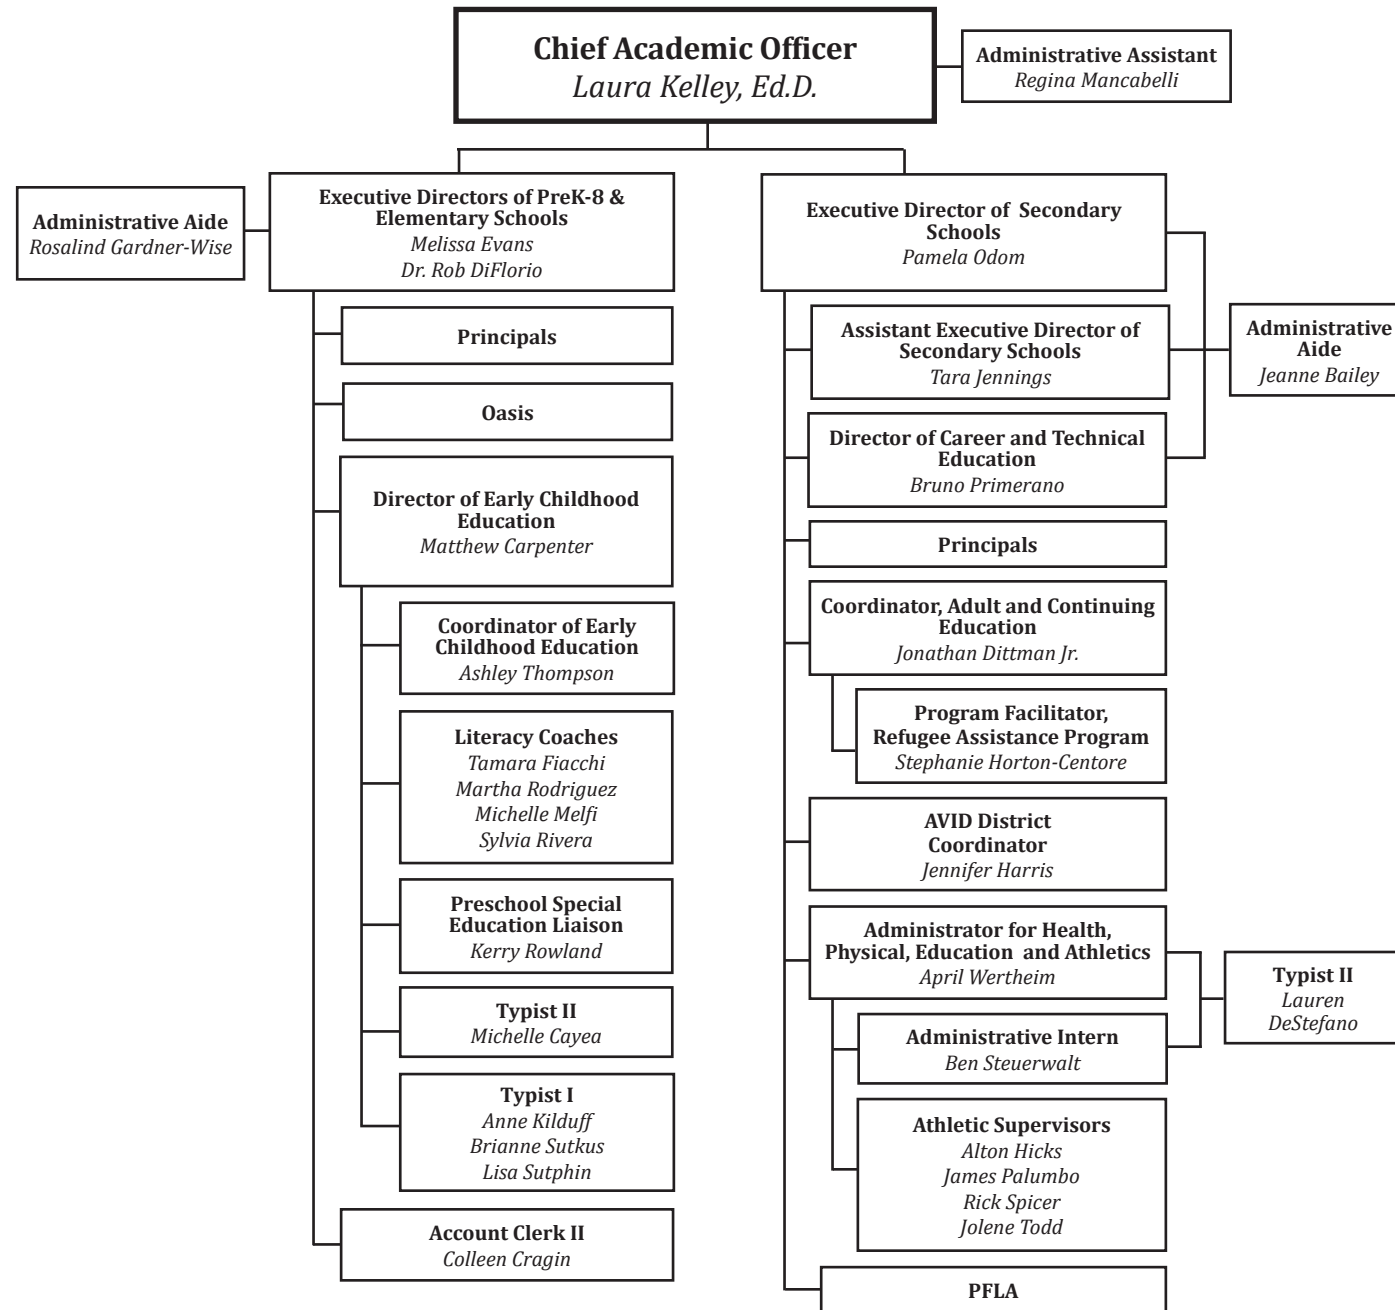 Chief Academic Officer
Laura Kelley, Ed.D.
Administrative Assistant
Regina Mancabelli
Administrative Aide
Rosalind Gardner-Wise
Executive Directors of PreK-8 &
Elementary Schools
Melissa Evans
Dr. Rob DiFlorio
Principals
Oasis
Director of Early Childhood
Education
Matthew Carpenter
Coordinator of Early
Childhood Education
Ashley Thompson
Literacy Coaches
Tamara Fiacchi
Martha Rodriguez
Michelle Melfi
Sylvia Rivera
Preschool Special
Education Liaison
Kerry Rowland
Typist II
Michelle Cayea
Typist I
Anne Kilduff
Brianne Sutkus
Lisa Sutphin
Account Clerk II
Colleen Cragin
Executive Director of Secondary
Schools
Pamela Odom
Assistant Executive Director of
Secondary Schools
Tara Jennings
Administrative
Aide
Jeanne Bailey
Director of Career and Technical
Education
Bruno Primerano
Principals
Coordinator, Adult and Continuing
Education
Jonathan Dittman Jr.
Program Facilitator,
Refugee Assistance Program
Stephanie Horton-Centore
AVID District
Coordinator
Jennifer Harris
Administrator for Health,
Physical, Education and Athletics
April Wertheim
Typist II
Lauren
DeStefano
Administrative Intern
Ben Steuerwalt
Athletic Supervisors
Alton Hicks
James Palumbo
Rick Spicer
Jolene Todd
PFLA